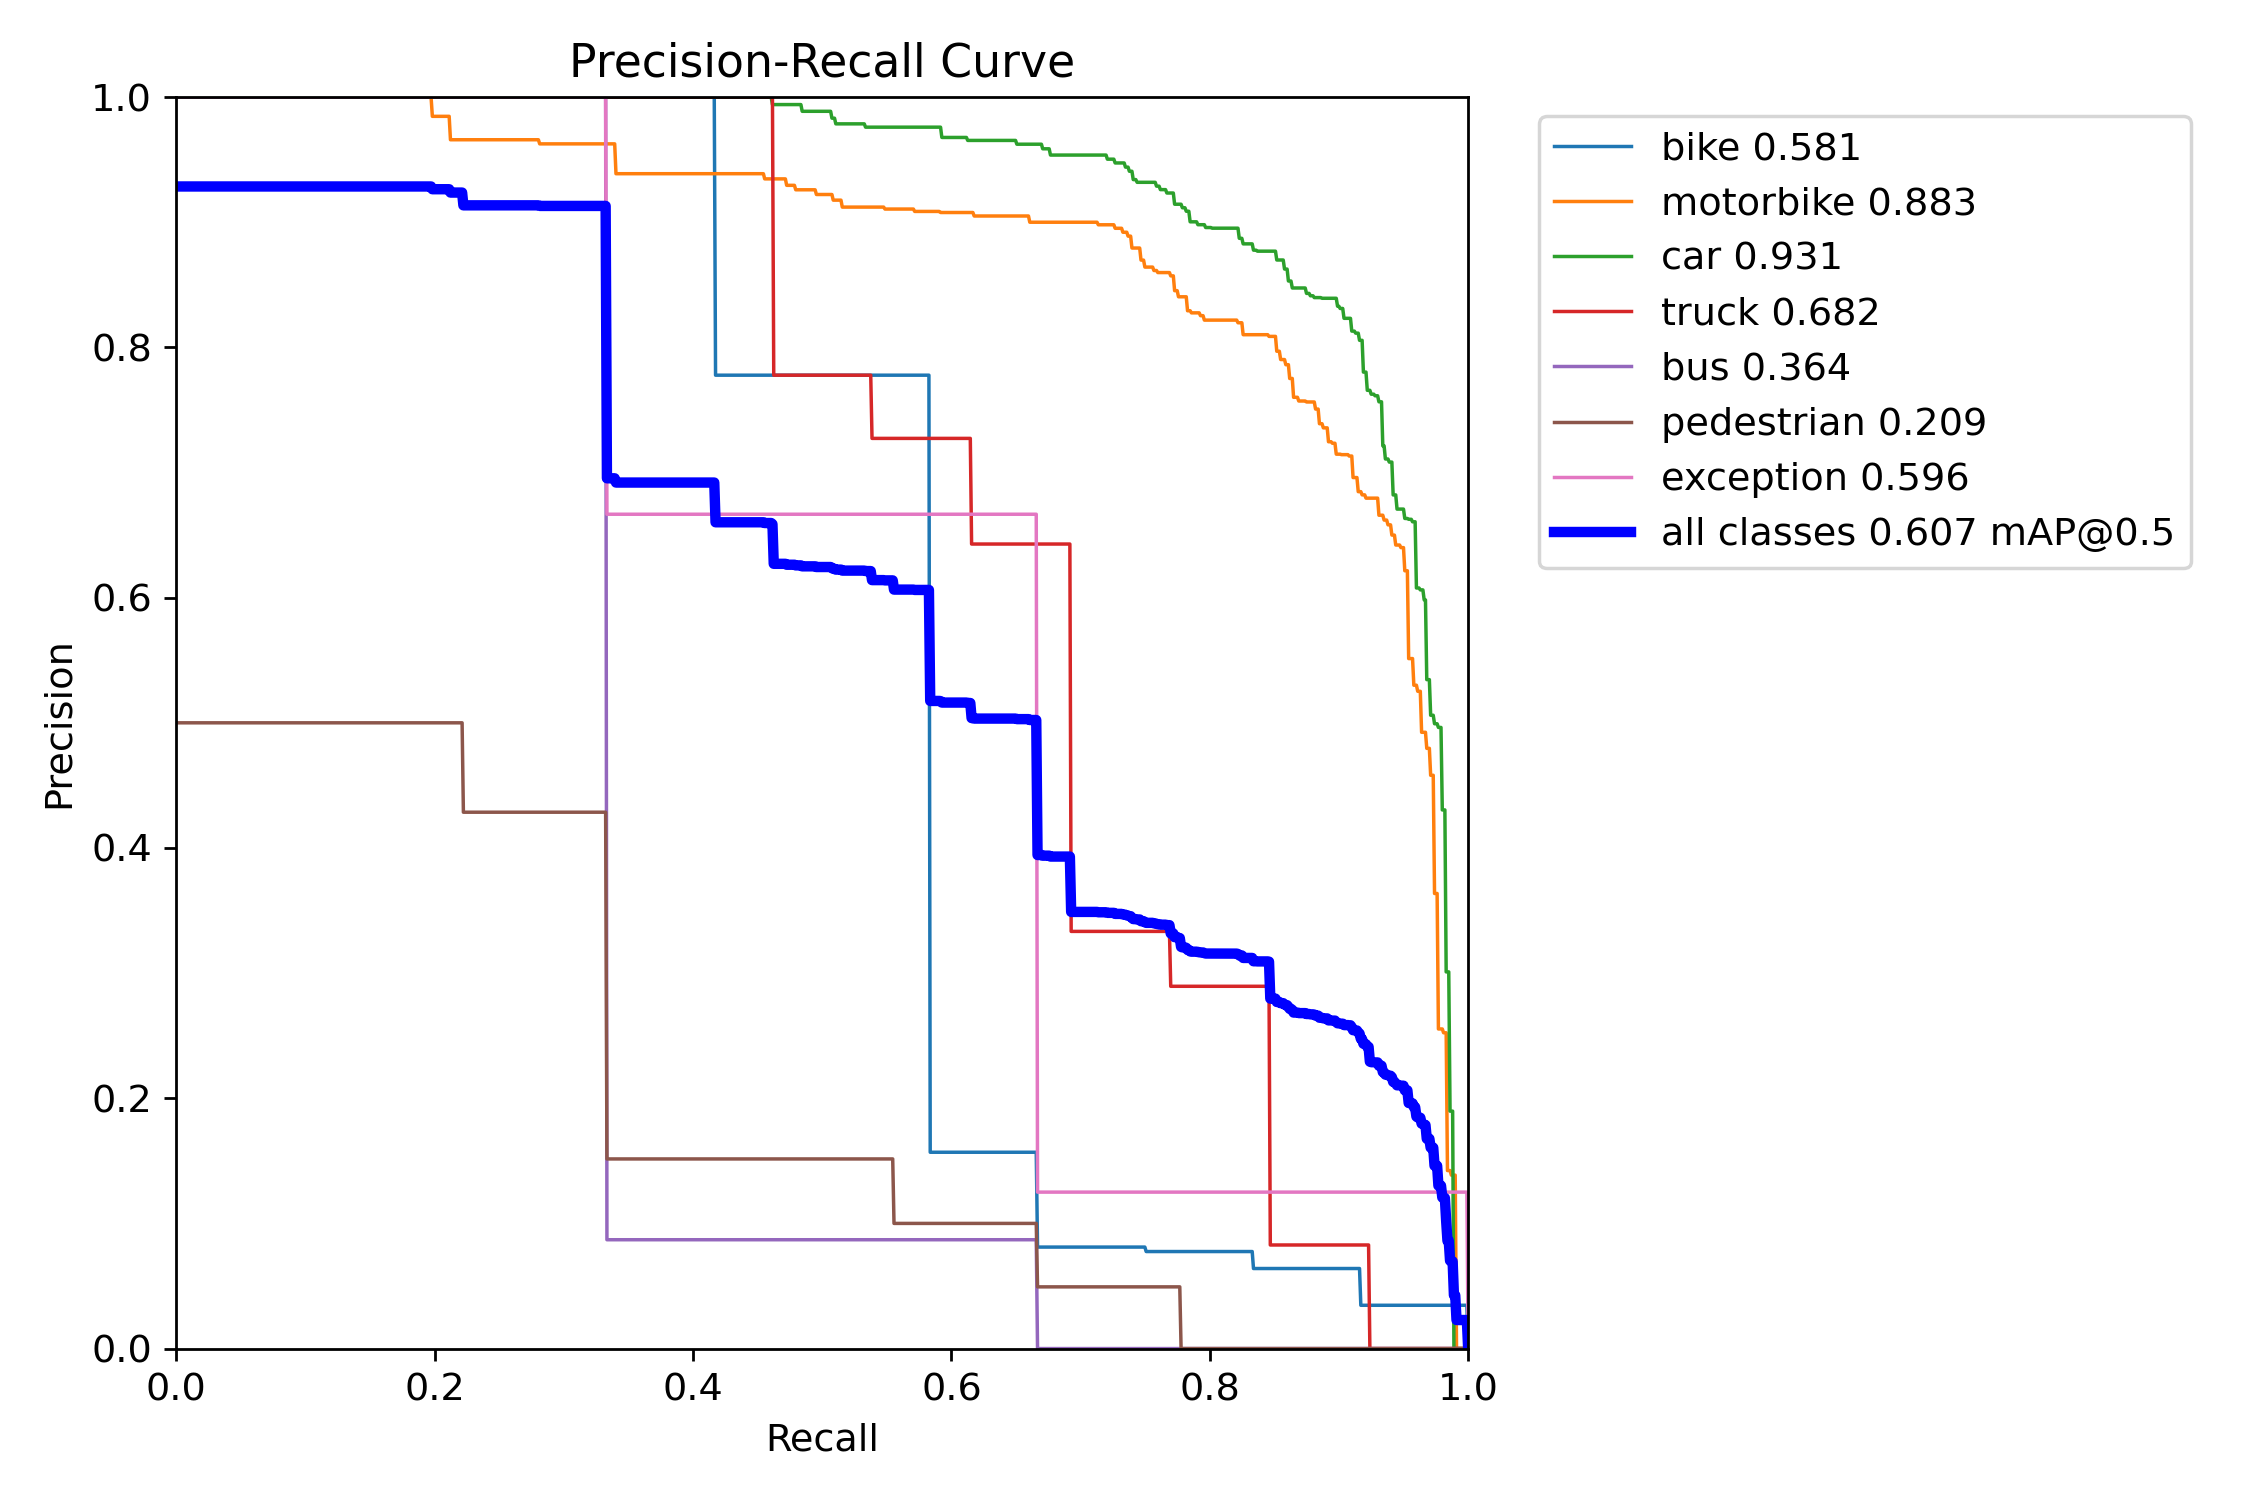 Precision-Recall Curve
1.0
0.8
0.6
0.4
0.2
0.0
Precision
0.0 0.2 0.4 0.6 0.8 1.0
Recall
bike 0.581
motorbike 0.883
car 0.931
truck 0.682
bus 0.364
pedestrian 0.209
exception 0.596
all classes 0.607 mAP@0.5